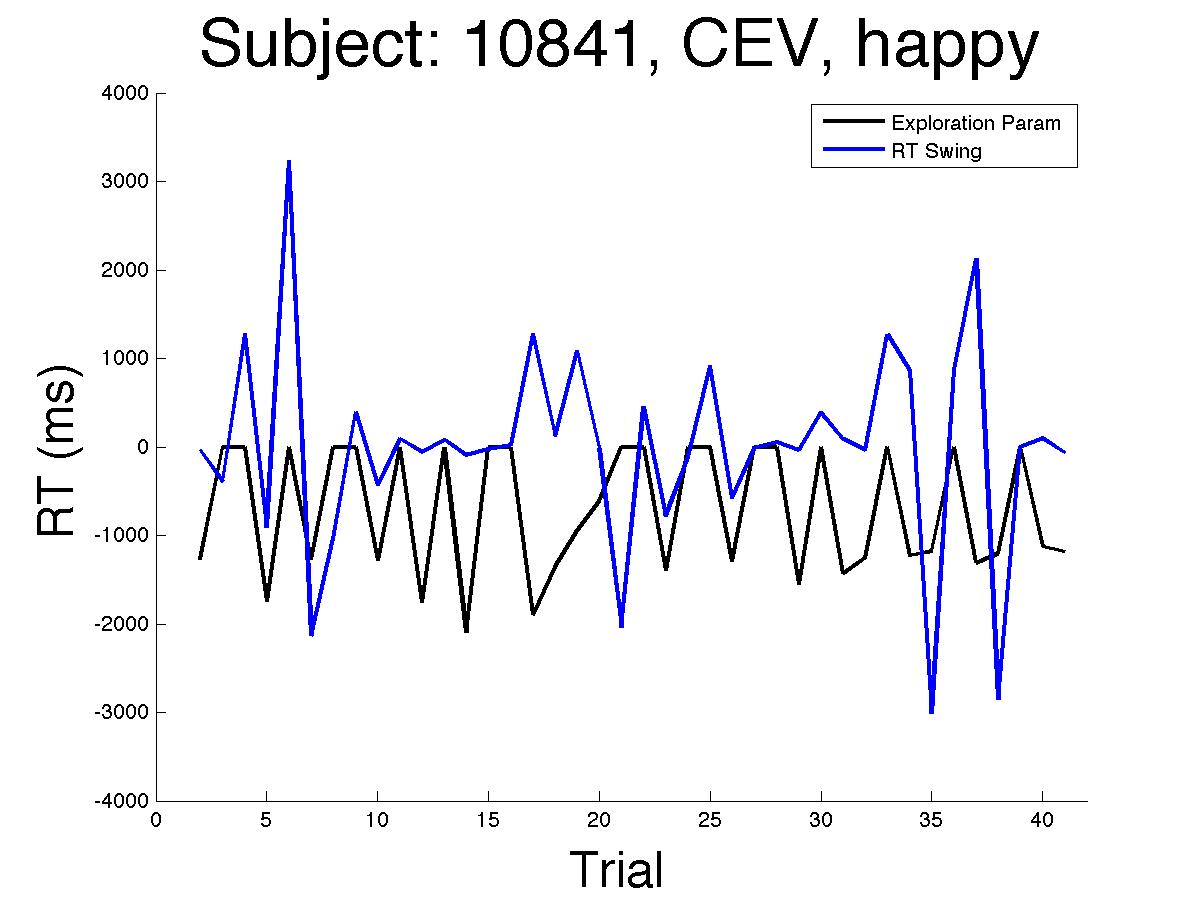 Subject: 10841, CEV, happy
Exploration Param
RT Swing
4000
3000
2000
1000
0
-1000
-2000
-3000
-4000
RT (ms)
0 5 10 15 20 25 30 35 40
Trial